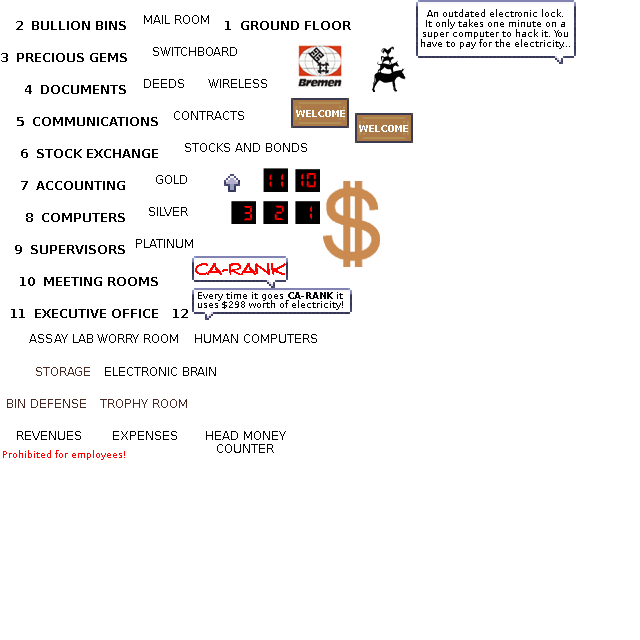 An outdated electronic lock.
It only takes one minute on a
super computer to hack it. You
have to pay for the electricity...
2 BULLION BINS MAIL ROOM 1 GROUND FLOOR
3 PRECIOUS GEMS SWITCHBOARD
Bremen
4 DOCUMENTS DEEDS WIRELESS
5 COMMUNICATIONS CONTRACTS WELCOME
WELCOME
6 STOCK EXCHANGE STOCKS AND BONDS
7 ACCOUNTING GOLD 11 10
8 COMPUTERS SILVER 3 2 1
$
9 SUPERVISORS PLATINUM
CA-RANK
10 MEETING ROOMS
Every time it goes CA-RANK it
uses $298 worth of electricity!
11 EXECUTIVE OFFICE 12
ASSAY LAB WORRY ROOM HUMAN COMPUTERS
STORAGE ELECTRONIC BRAIN
BIN DEFENSE TROPHY ROOM
REVENUES EXPENSES HEAD MONEY
COUNTER
Prohibited for employees!